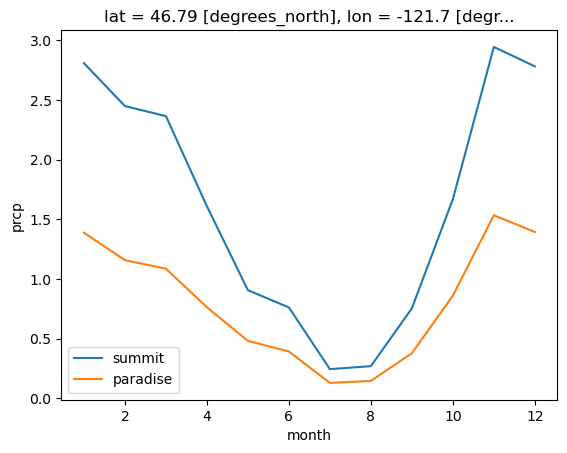 lat = 46.79 [degrees_north], lon = -121.7 [degr...
3.0
2.5
2.0
1.5
1.0
0.5
0.0
prcp
summit
paradise
2 4 6 8 10 12
month